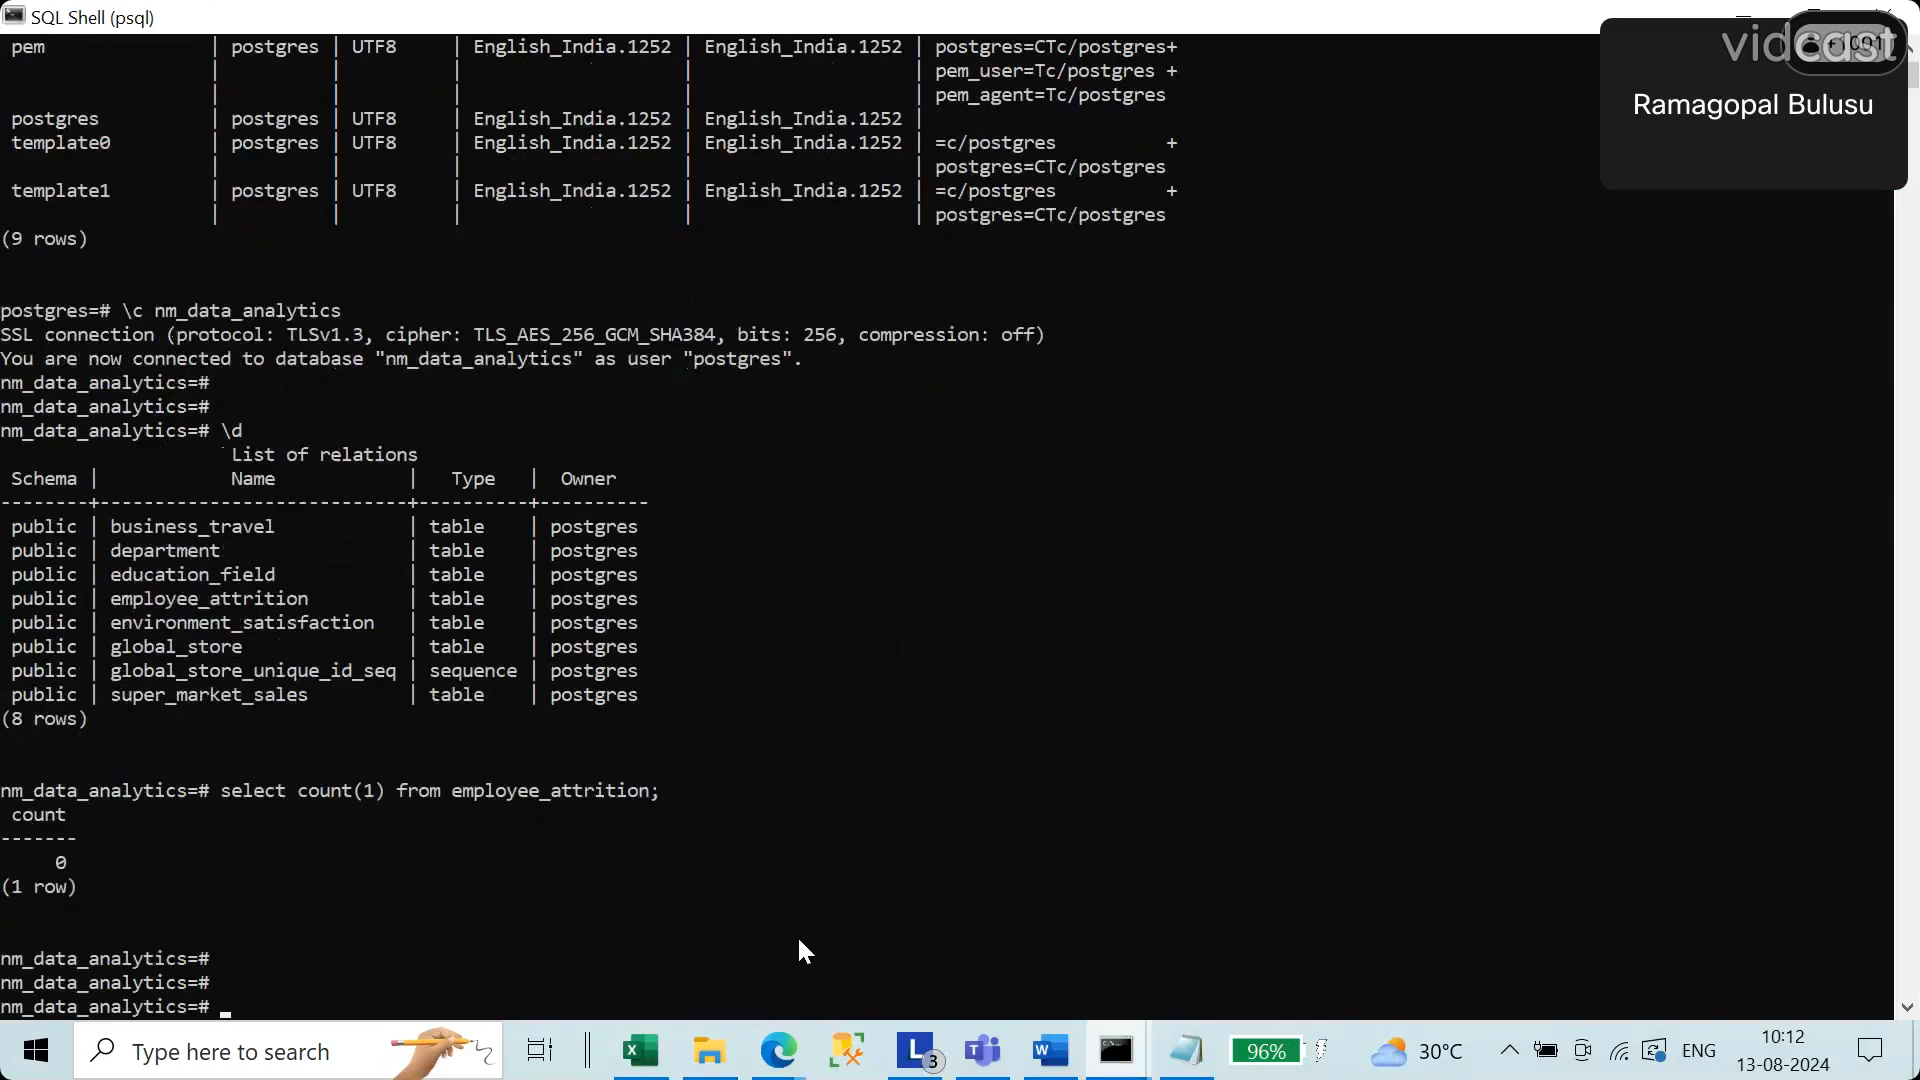 SQL Shell (psql)
vidcast
Ramagopal Bulusu
pem | postgres | UTF8 | English_India.1252 | English_India.1252 | postgres=CTc/postgres+
| | | | | pem_user=Tc/postgres +
| | | | | pem_agent=Tc/postgres
postgres | postgres | UTF8 | English_India.1252 | English_India.1252 |
template0 | postgres | UTF8 | English_India.1252 | English_India.1252 | =c/postgres +
| | | | | postgres=CTc/postgres
template1 | postgres | UTF8 | English_India.1252 | English_India.1252 | =c/postgres +
| | | | | postgres=CTc/postgres
(9 rows)
postgres=# \c nm_data_analytics
SSL connection (protocol: TLSv1.3, cipher: TLS_AES_256_GCM_SHA384, bits: 256, compression: off)
You are now connected to database "nm_data_analytics" as user "postgres".
nm_data_analytics=#
nm_data_analytics=#
nm_data_analytics=# \d
List of relations
Schema | Name | Type | Owner
--------+----------------------------+----------+----------
public | business_travel | table | postgres
public | department | table | postgres
public | education_field | table | postgres
public | employee_attrition | table | postgres
public | environment_satisfaction | table | postgres
public | global_store | table | postgres
public | global_store_unique_id_seq | sequence | postgres
public | super_market_sales | table | postgres
(8 rows)
nm_data_analytics=# select count(1) from employee_attrition;
count
-------
0
(1 row)
nm_data_analytics=#
nm_data_analytics=#
nm_data_analytics=#
Type here to search
3
96%
30°C
ENG
10:12
13-08-2024